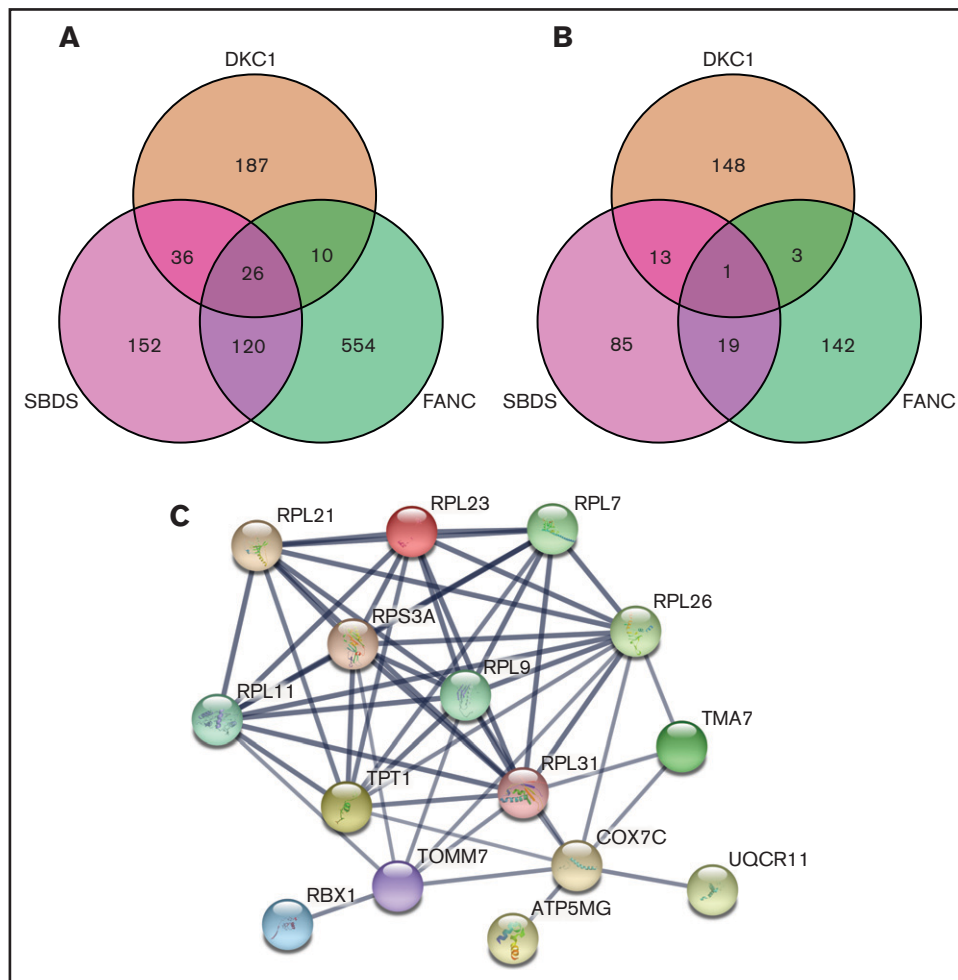 A
DKC1
187
36
26
10
152
120
554
SBDS
FANC
B
DKC1
148
13
1
3
85
19
142
SBDS
FANC
C
RPL21
RPL23
RPL7
RPS3A
RPL26
RPL9
RPL11
TMA7
RPL31
TPT1
COX7C
TOMM7
UQCR11
RBX1
ATP5MG